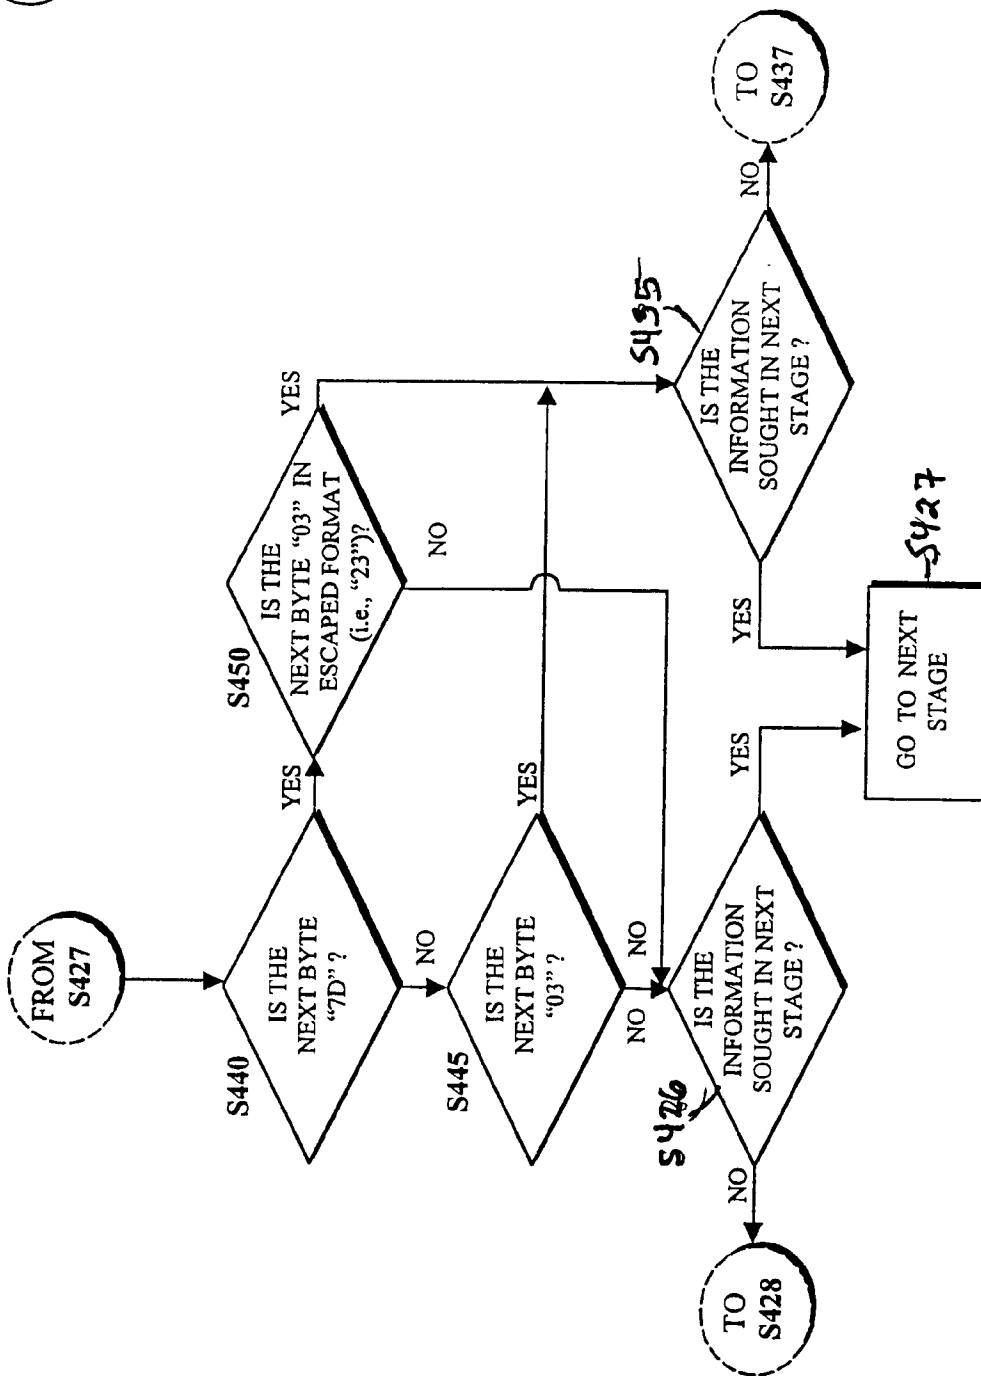 FROM
S427
S440
IS THE
NEXT BYTE
“7D” ?
YES
NO
S450
IS THE
NEXT BYTE “03” IN
ESCAPED FORMAT
(i.e., “23”)?
YES
NO
S445
IS THE
NEXT BYTE
“03” ?
YES
NO
NO
S426
IS THE
INFORMATION
SOUGHT IN NEXT
STAGE ?
NO
YES
TO
S428
S435
IS THE
INFORMATION
SOUGHT IN NEXT
STAGE ?
YES
NO
TO
S437
GO TO NEXT
STAGE
S427